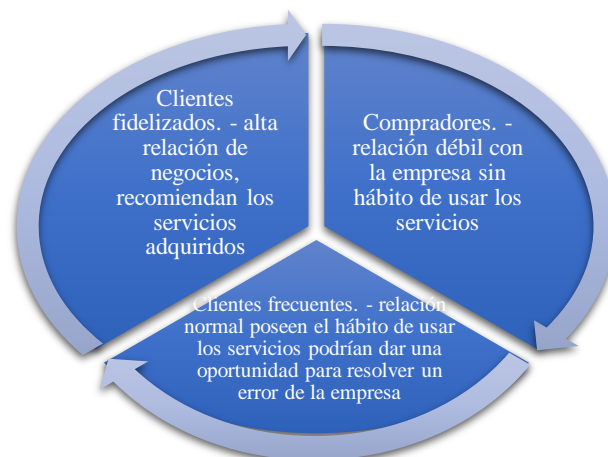 Clientes
fidelizados. - alta
relación de
negocios,
recomiendan los
servicios
adquiridos
Compradores. -
relación débil con
la empresa sin
hábito de usar los
servicios
Clientes frecuentes. - relación
normal poseen el hábito de usar
los servicios podrían dar una
oportunidad para resolver un
error de la empresa